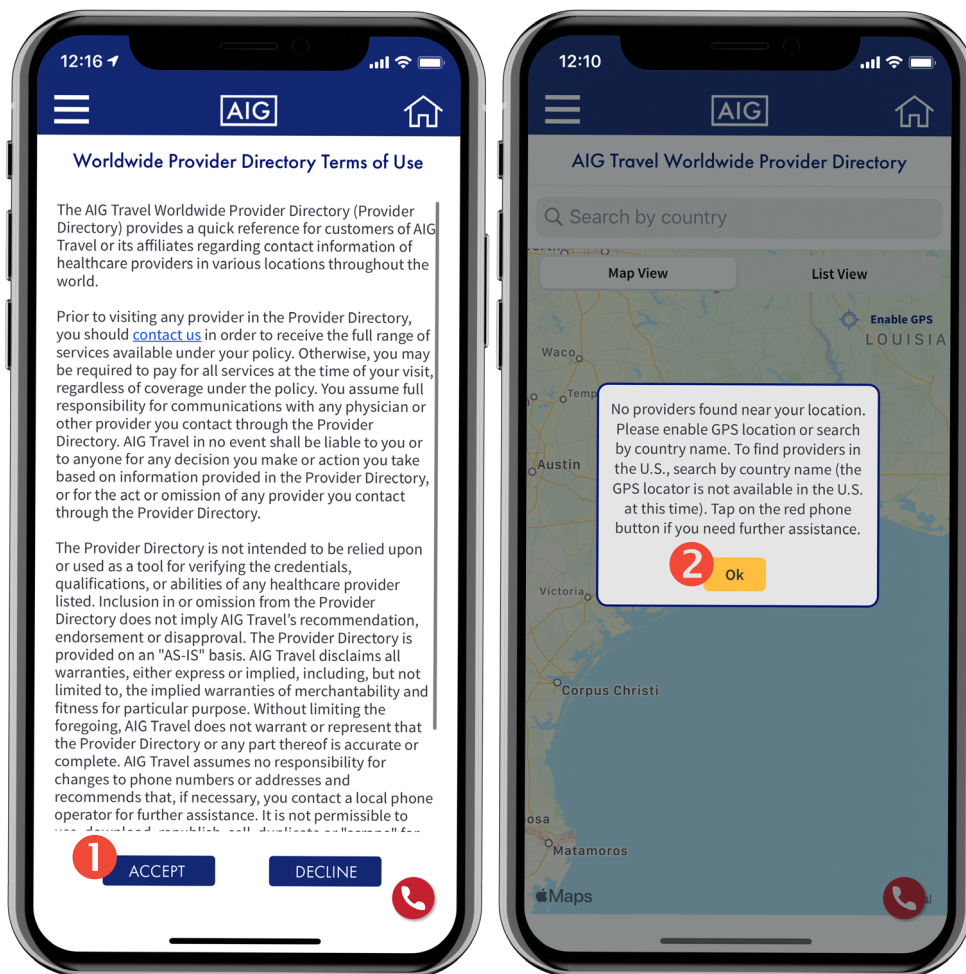 12:16
AIG
Worldwide Provider Directory Terms of Use
The AIG Travel Worldwide Provider Directory (Provider
Directory) provides a quick reference for customers of AIG
Travel or its affiliates regarding contact information of
healthcare providers in various locations throughout the
world.
Prior to visiting any provider in the Provider Directory,
you should contact us in order to receive the full range of
services available under your policy. Otherwise, you may
be required to pay for all services at the time of your visit,
regardless of coverage under the policy. You assume full
responsibility for communications with any physician or
other provider you contact through the Provider
Directory. AIG Travel in no event shall be liable to you or
to anyone for any decision you make or action you take
based on information provided in the Provider Directory,
or for the act or omission of any provider you contact
through the Provider Directory.
The Provider Directory is not intended to be relied upon
or used as a tool for verifying the credentials,
qualifications, or abilities of any healthcare provider
listed. Inclusion in or omission from the Provider
Directory does not imply AIG Travel's recommendation,
endorsement or disapproval. The Provider Directory is
provided on an "AS-IS" basis. AIG Travel disclaims all
warranties, either express or implied, including, but not
limited to, the implied warranties of merchantability and
fitness for particular purpose. Without limiting the
foregoing, AIG Travel does not warrant or represent that
the Provider Directory or any part thereof is accurate or
complete. AIG Travel assumes no responsibility for
changes to phone numbers or addresses and
recommends that, if necessary, you contact a local phone
operator for further assistance. It is not permissible to
1
ACCEPT
DECLINE
12:10
AIG
AIG Travel Worldwide Provider Directory
Search by country
Map View
List View
Enable GPS
LOUISIA
Waco
Temp
Austin
No providers found near your location.
Please enable GPS location or search
by country name. To find providers in
the U.S., search by country name (the
GPS locator is not available in the U.S.
at this time). Tap on the red phone
button if you need further assistance.
2
Ok
Victoria
Corpus Christi
osa
Matamoros
Maps